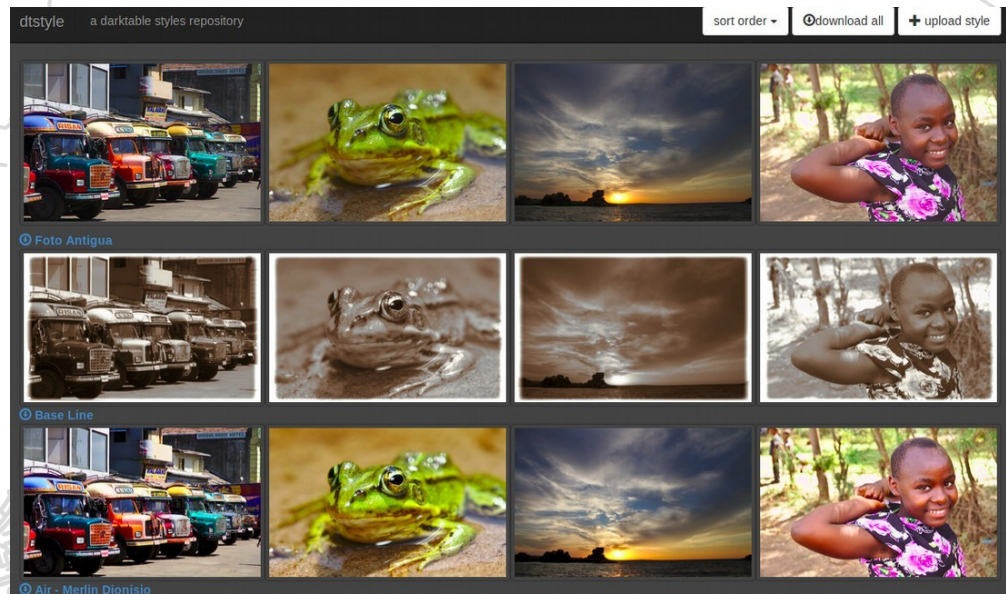 dtstyle a darktable styles repository sort order download all upload style
Foto Antigua
Base Line
Air - Merlin Dionisio